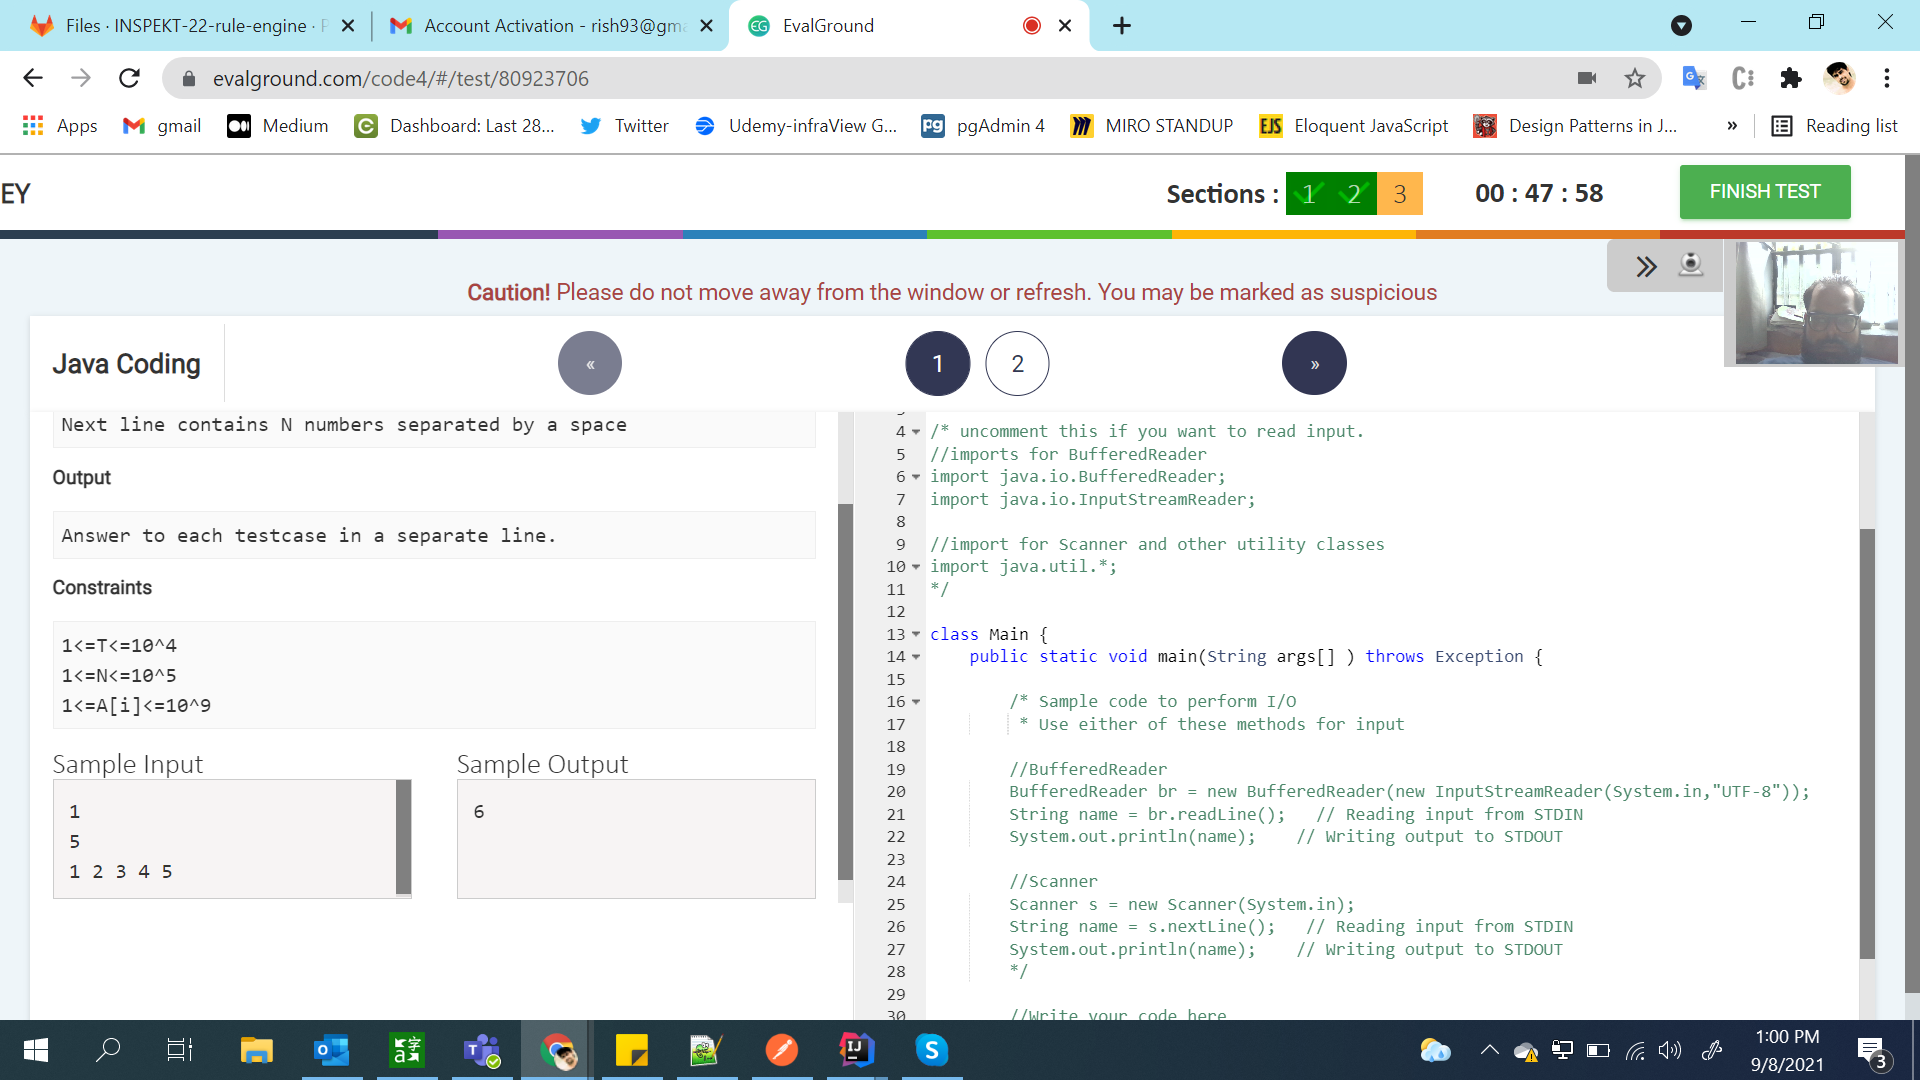 Files · INSPEKT-22-rule-engine ·
Account Activation - rish93@gm
EG EvalGround
evalground.com/code4/#/test/80923706
Apps
gmail
Medium
Dashboard: Last 28...
Twitter
Udemy-infraView G...
pg pgAdmin 4
MIRO STANDUP
EJS Eloquent JavaScript
Design Patterns in J...
»
Reading list
EY
Sections : 1 2 3
00 : 47 : 58
FINISH TEST
Caution! Please do not move away from the window or refresh. You may be marked as suspicious
Java Coding
«
1
2
»
Next line contains N numbers separated by a space
Output
Answer to each testcase in a separate line.
Constraints
1<=T<=10^4
1<=N<=10^5
1<=A[i]<=10^9
Sample Input
1
5
1 2 3 4 5
Sample Output
6
4 /* uncomment this if you want to read input.
5 //imports for BufferedReader
6 import java.io.BufferedReader;
7 import java.io.InputStreamReader;
8
9 //import for Scanner and other utility classes
10 import java.util.*;
11 */
12
13 class Main {
14 public static void main(String args[] ) throws Exception {
15
16 /* Sample code to perform I/O
17 * Use either of these methods for input
18
19 //BufferedReader
20 BufferedReader br = new BufferedReader(new InputStreamReader(System.in,"UTF-8"));
21 String name = br.readLine(); // Reading input from STDIN
22 System.out.println(name); // Writing output to STDOUT
23
24 //Scanner
25 Scanner s = new Scanner(System.in);
26 String name = s.nextLine(); // Reading input from STDIN
27 System.out.println(name); // Writing output to STDOUT
28 */
29
30 //Write your code here
1:00 PM
9/8/2021
3